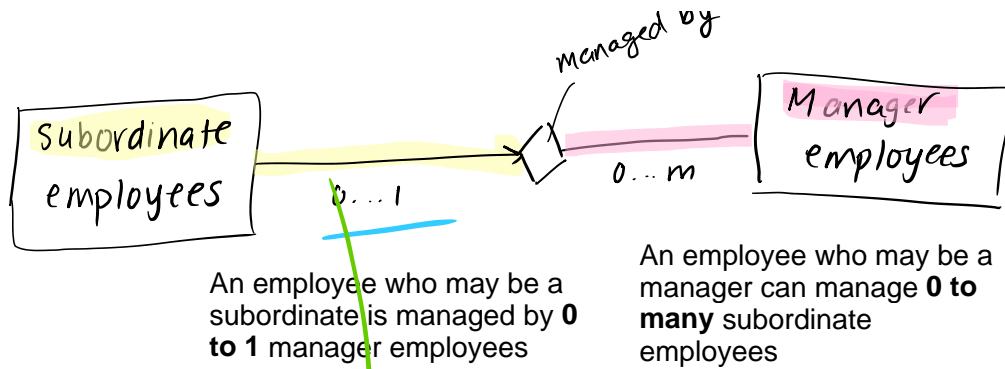 managed by
Subordinate
employees
0...1
0...m
Manager
employees
An employee who may be a
subordinate is managed by 0
to 1 manager employees
An employee who may be a
manager can manage 0 to
many subordinate
employees